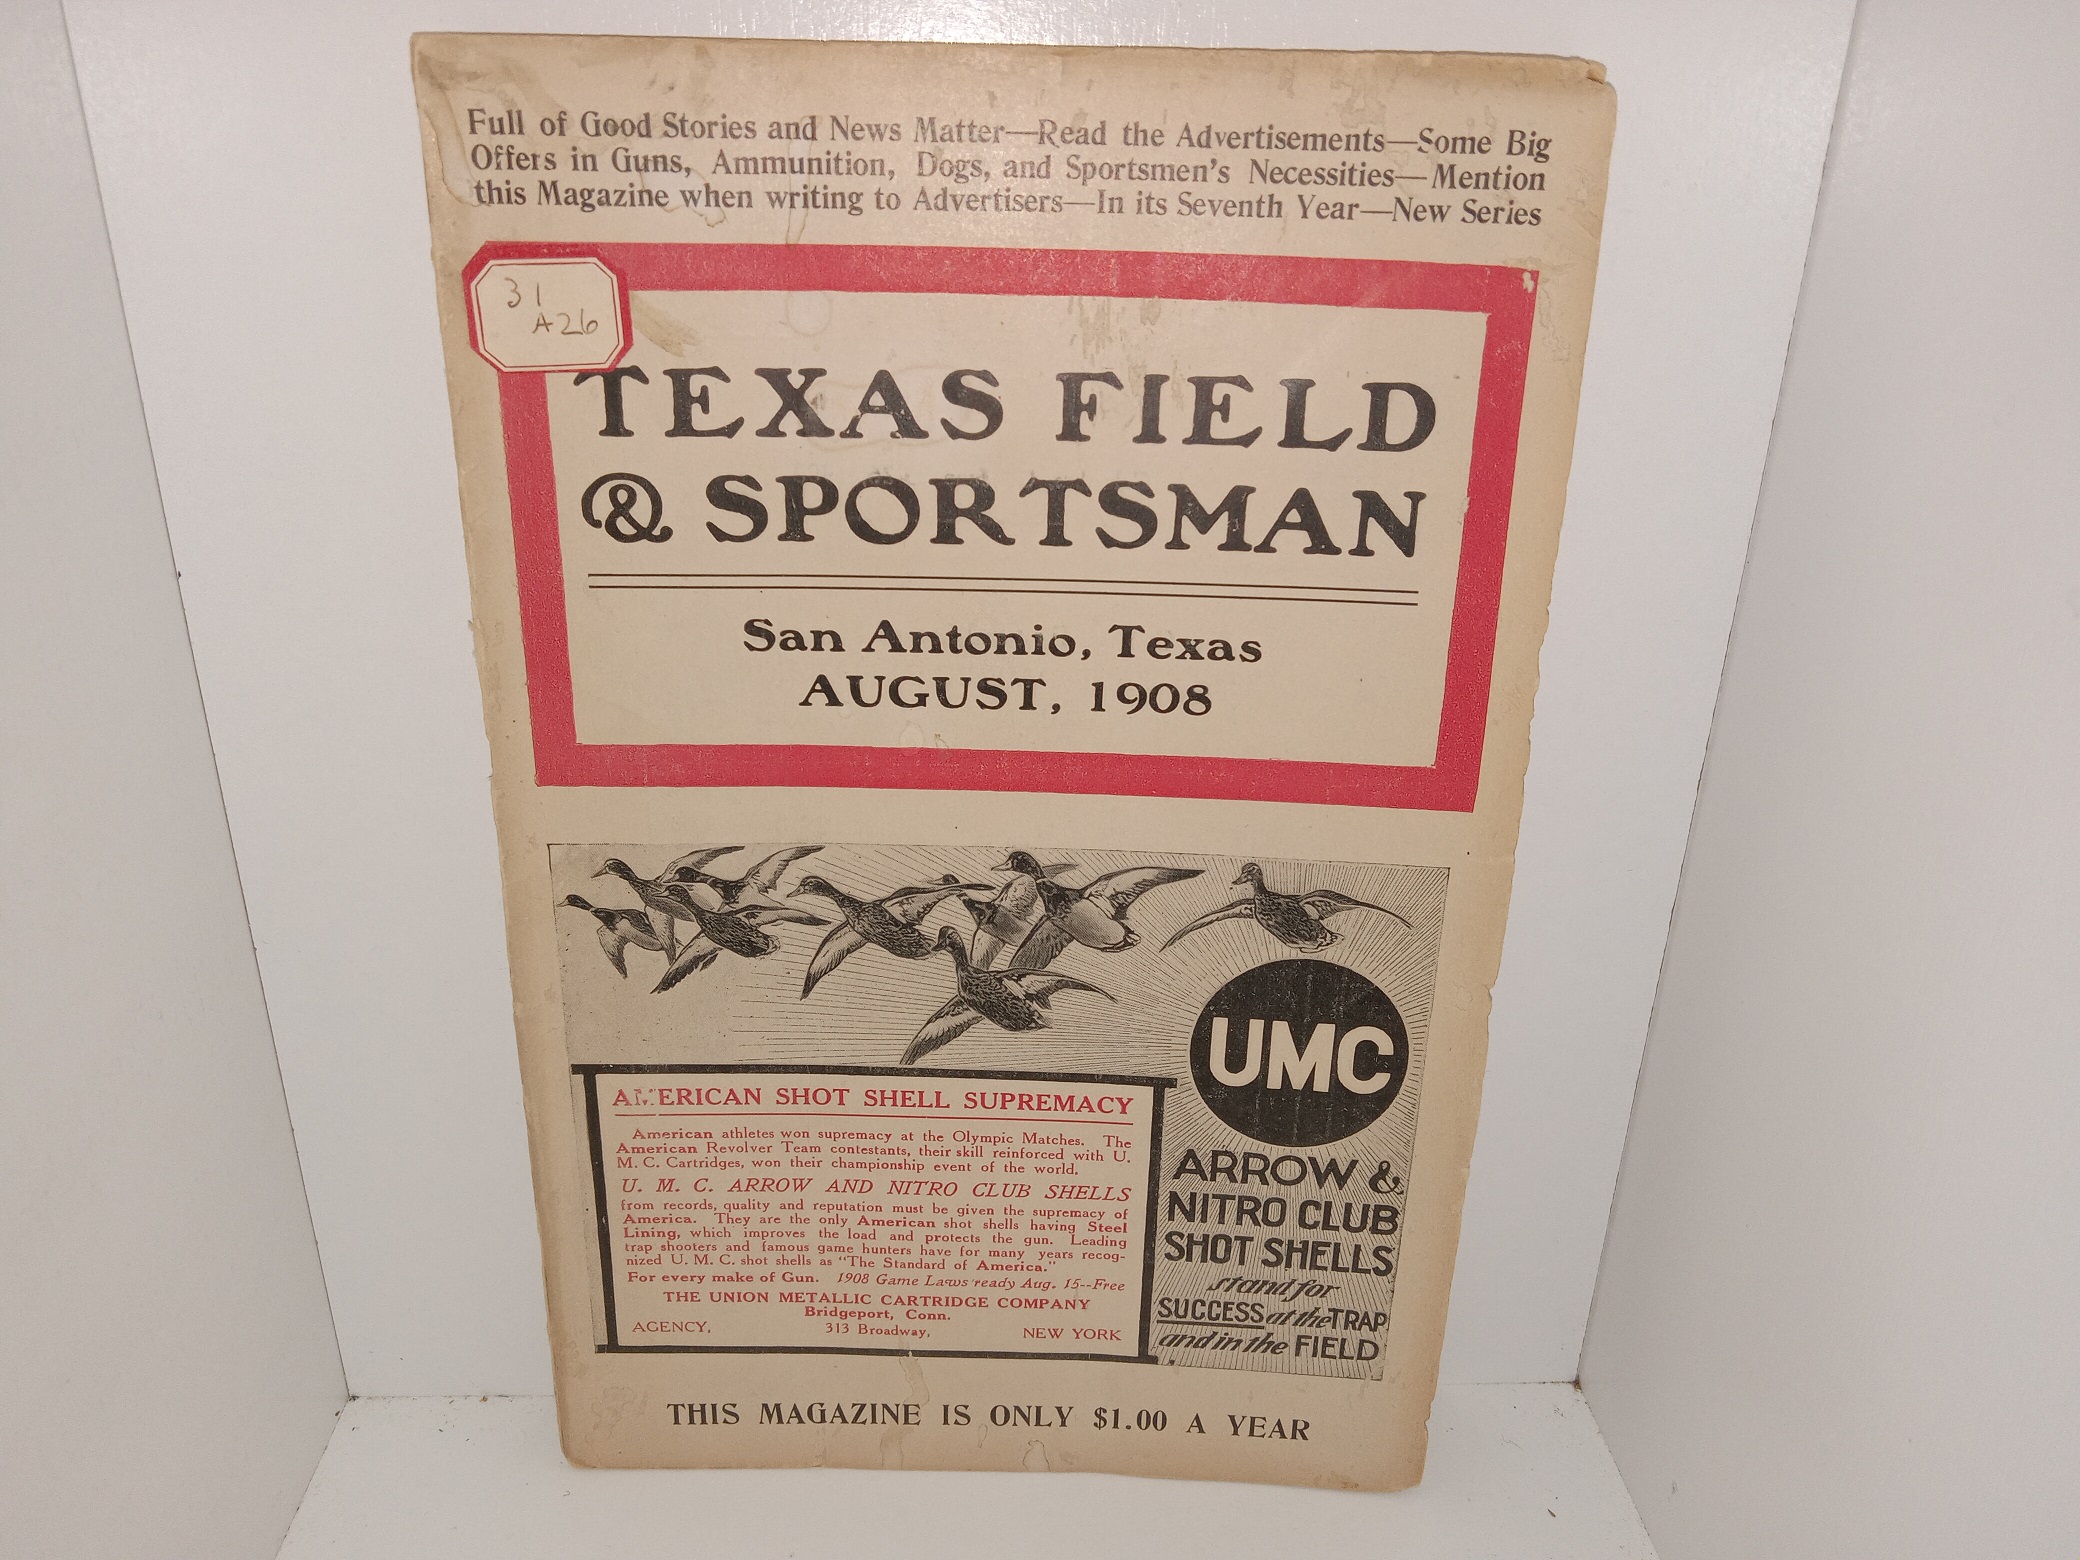 Full of Good Stories and News Matter—Read the Advertisements—Some Big
Offers in Guns, Ammunition, Dogs, and Sportsmen's Necessities—Mention
this Magazine when writing to Advertisers—In its Seventh Year—New Series
31
A26
TEXAS FIELD
& SPORTSMAN
San Antonio, Texas
AUGUST, 1908
UMC
AMERICAN SHOT SHELL SUPREMACY
American athletes won supremacy at the Olympic Matches. The
American Revolver Team contestants, their skill reinforced with U.
M. C. Cartridges, won their championship event of the world.
U. M. C. ARROW AND NITRO CLUB SHELLS
from records, quality and reputation must be given the supremacy of
America. They are the only American shot shells having Steel
Lining, which improves the load and protects the gun. Leading
trap shooters and famous game hunters have for many years recog-
nized U. M. C. shot shells as "The Standard of America."
For every make of Gun. 1908 Game Laws ready Aug. 15--Free
THE UNION METALLIC CARTRIDGE COMPANY
Bridgeport, Conn.
AGENCY, 313 Broadway, NEW YORK
ARROW &
NITRO CLUB
SHOT SHELLS
stand for
SUCCESS at the TRAP
and in the FIELD
THIS MAGAZINE IS ONLY $1.00 A YEAR